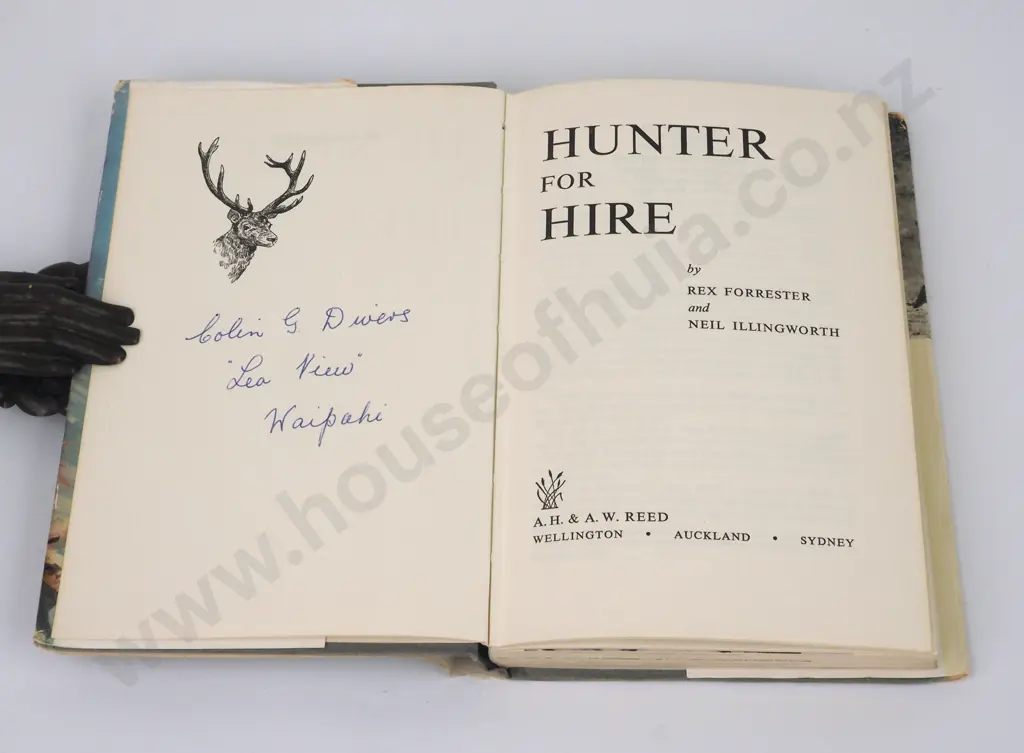 Colin G. Divers
"Lea View"
Waipahi
HUNTER
FOR
HIRE
by
REX FORRESTER
and
NEIL ILLINGWORTH
A. H. & A. W. REED
WELLINGTON • AUCKLAND • SYDNEY
www.houseofhuia.co.nz